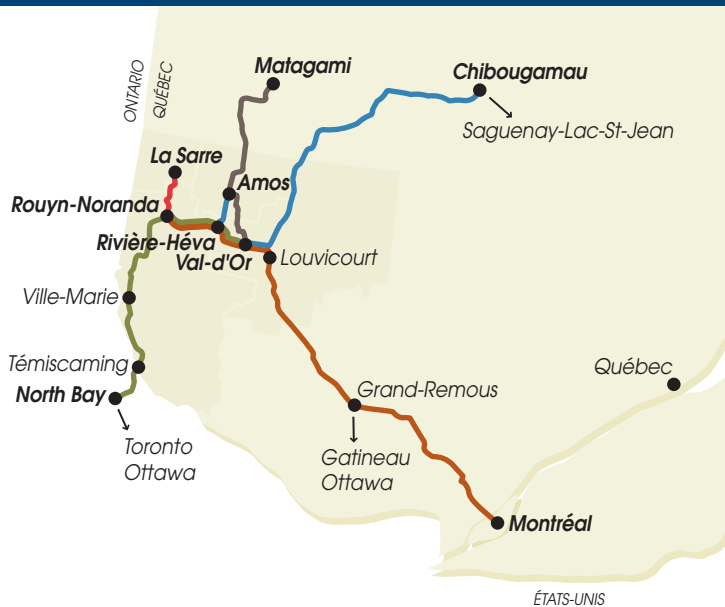 Matagami
Chibougamau
ONTARIO
QUÉBEC
Saguenay-Lac-St-Jean
La Sarre
Amos
Rouyn-Noranda
Rivière-Héva
Val-d'Or
Louvicourt
Ville-Marie
Témiscaming
North Bay
Québec
Grand-Remous
Toronto
Ottawa
Gatineau
Ottawa
Montréal
ÉTATS-UNIS